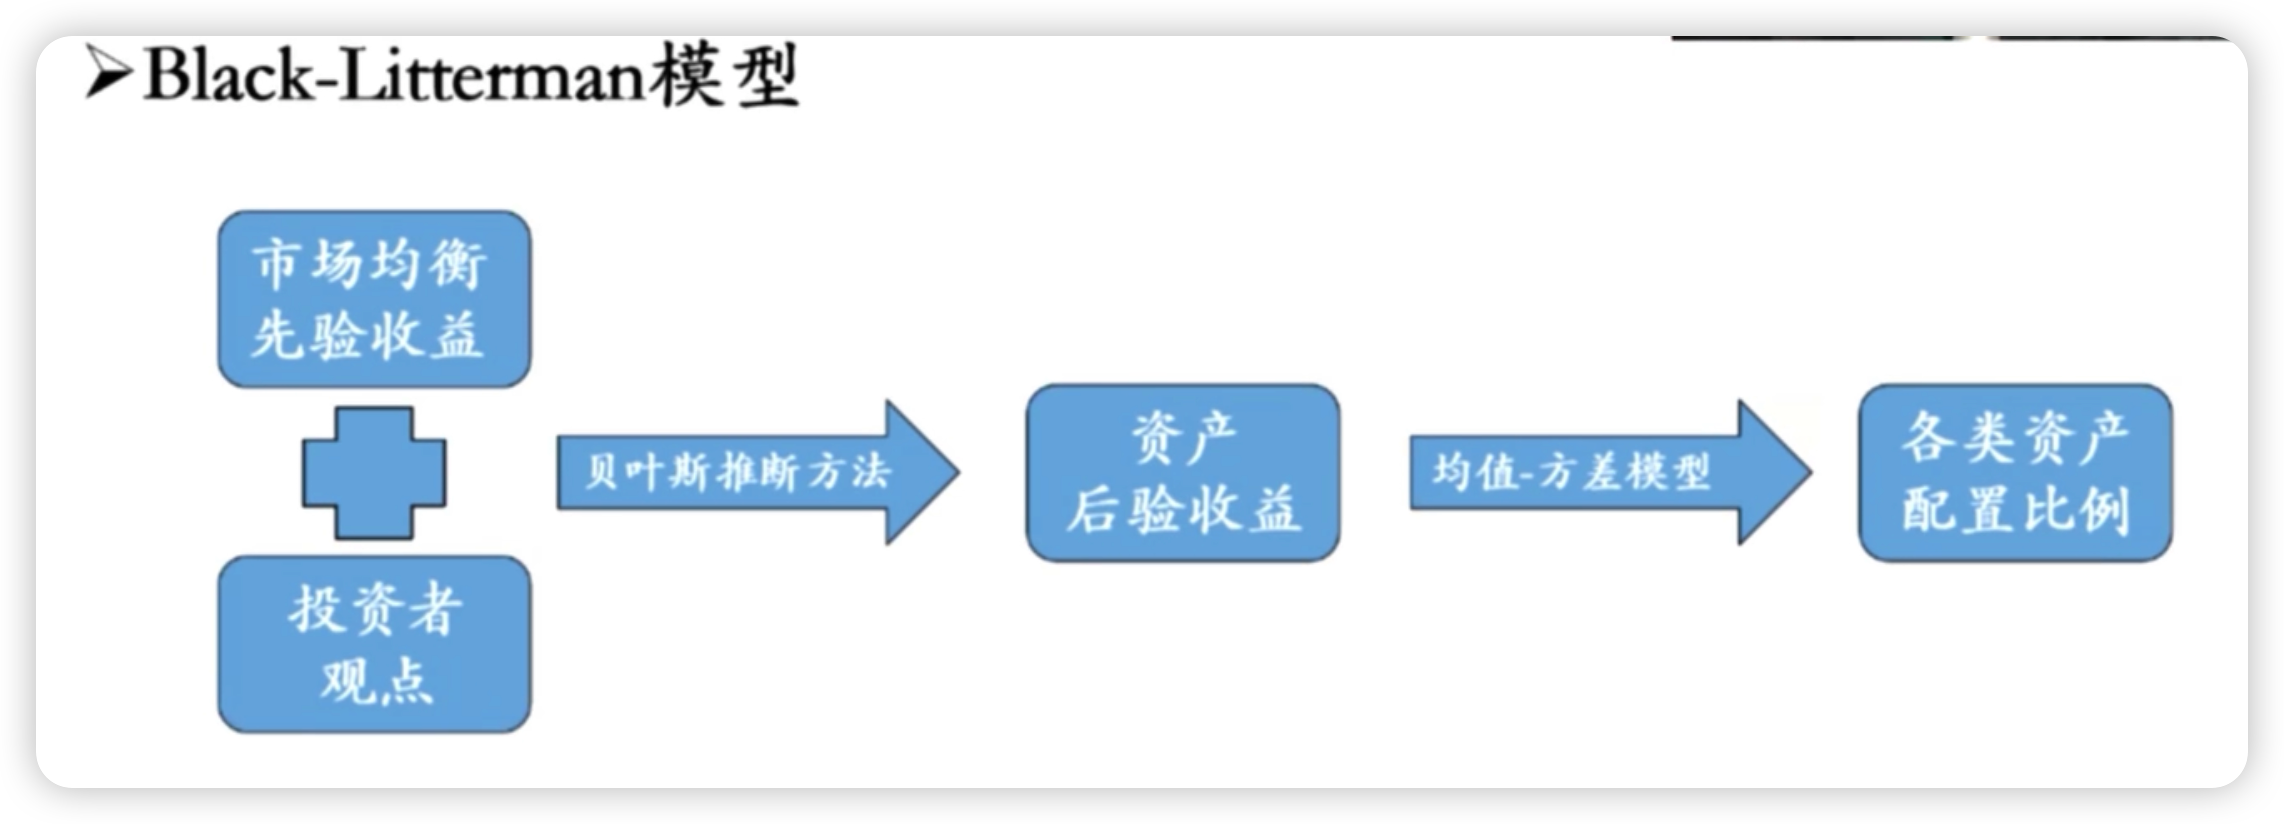 ➢Black-Litterman模型
市场均衡
先验收益
投资者
观点
贝叶斯推断方法
资产
后验收益
均值-方差模型
各类资产
配置比例